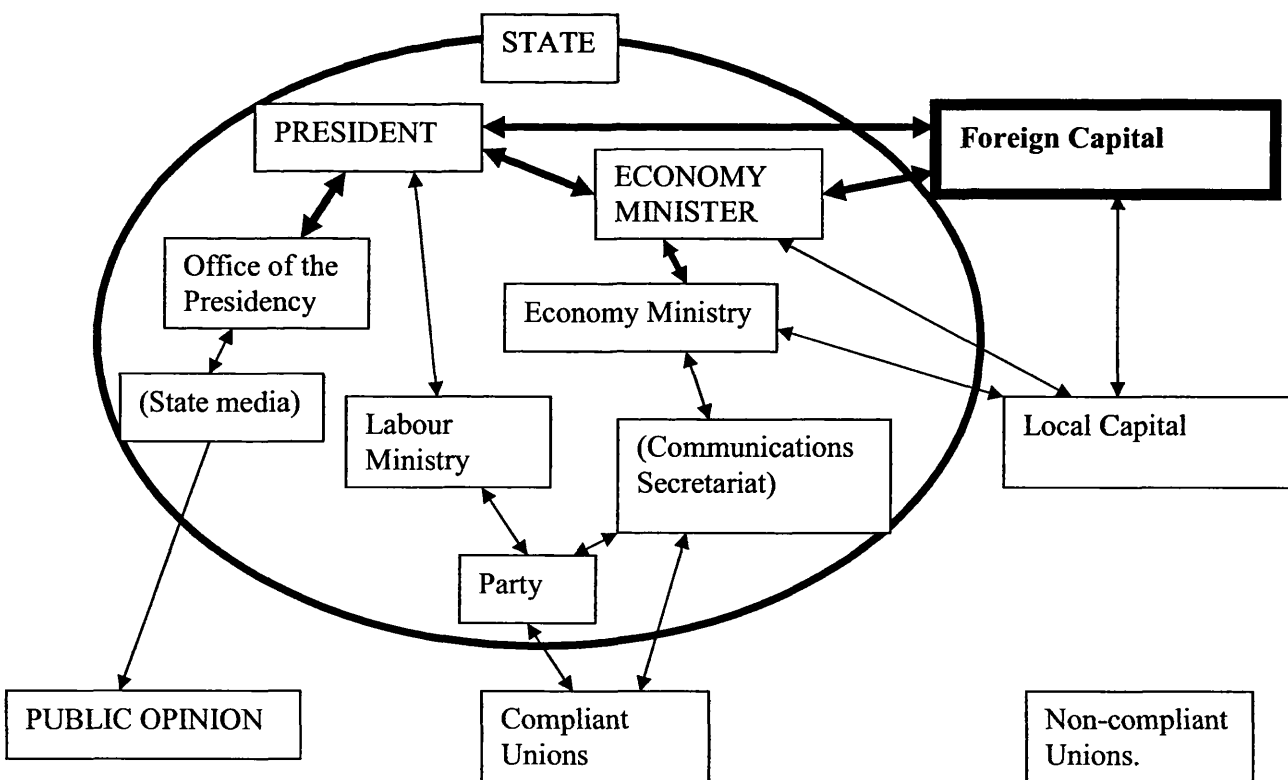 STATE
PRESIDENT
Foreign Capital
ECONOMY
MINISTER
Office of the
Presidency
Economy Ministry
(State media)
Labour
Ministry
(Communications
Secretariat)
Local Capital
Party
PUBLIC OPINION
Compliant
Unions
Non-compliant
Unions.